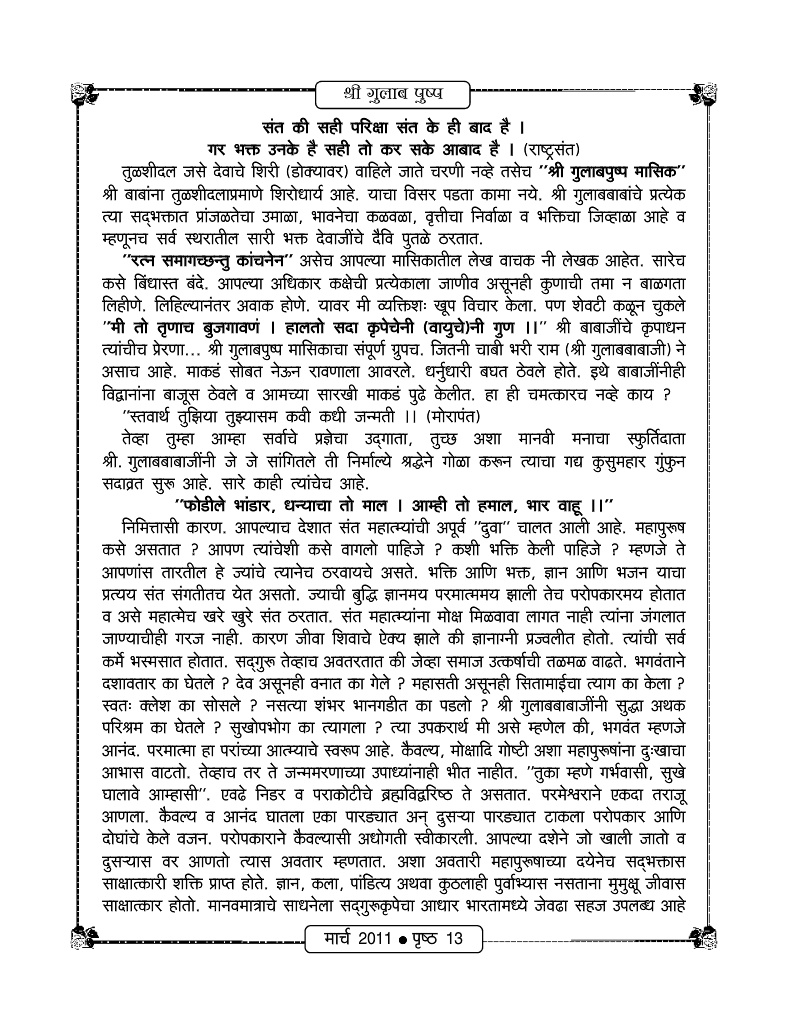 श्री गुलाब पुष्प
संत की सही परिक्षा संत के ही बाद है ।
गर भक्त उनके है सही तो कर सके आबाद है । (राष्ट्रसंत)
तुळशीदल जसे देवाचे शिरी (डोक्यावर) वाहिले जाते चरणी नव्हे तसेच ''श्री गुलाबपुष्प मासिक''
श्री बाबांना तुळशीदलाप्रमाणे शिरोधार्य आहे. याचा विसर पडता कामा नये. श्री गुलाबबाबांचे प्रत्येक
त्या सद्‌भक्तात प्रांजळतेचा उमाळा, भावनेचा कळवळा, वृत्तीचा निर्वाळा व भक्तिचा जिव्हाळा आहे व
म्हणूनच सर्व स्थरातील सारी भक्त देवाजींचे दैवि पुतळे ठरतात.
''रत्न समागच्छन्तु कांचनेन'' असेच आपल्या मासिकातील लेख वाचक नी लेखक आहेत. सारेच
कसे बिंधास्त बंदे. आपल्या अधिकार कक्षेची प्रत्येकाला जाणीव असूनही कुणाची तमा न बाळगता
लिहीणे. लिहिल्यानंतर अवाक होणे. यावर मी व्यक्तिशः खूप विचार केला. पण शेवटी कळून चुकले
''मी तो तृणाच बुजगावणं । हालतो सदा कृपेचेनी (वायुचे)नी गुण ।।'' श्री बाबाजींचे कृपाधन
त्यांचीच प्रेरणा... श्री गुलाबपुष्प मासिकाचा संपूर्ण ग्रुपच. जितनी चाबी भरी राम (श्री गुलाबबाबाजी) ने
असाच आहे. माकडं सोबत नेऊन रावणाला आवरले. धर्नुधारी बघत ठेवले होते. इथे बाबाजींनीही
विद्वानांना बाजूस ठेवले व आमच्या सारखी माकडं पुढे केलीत. हा ही चमत्कारच नव्हे काय ?
''स्तवार्थ तुझिया तुझ्यासम कवी कधी जन्मती ।। (मोरापंत)
तेव्हा तुम्हा आम्हा सर्वाचे प्रज्ञेचा उद्‌गाता, तुच्छ अशा मानवी मनाचा स्फुर्तिदाता
श्री. गुलाबबाबाजींनी जे जे सांगितले ती निर्माल्ये श्रद्धेने गोळा करून त्याचा गद्य कुसुमहार गुंफुन
सदाव्रत सुरू आहे. सारे काही त्यांचेच आहे.
''फोडीले भांडार, धन्याचा तो माल । आम्ही तो हमाल, भार वाहू ।।''
निमित्तासी कारण. आपल्याच देशात संत महात्म्यांची अपूर्व ''दुवा'' चालत आली आहे. महापुरूष
कसे असतात ? आपण त्यांचेशी कसे वागलो पाहिजे ? कशी भक्ति केली पाहिजे ? म्हणजे ते
आपणांस तारतील हे ज्यांचे त्यानेच ठरवायचे असते. भक्ति आणि भक्त, ज्ञान आणि भजन याचा
प्रत्यय संत संगतीतच येत असतो. ज्याची बुद्धि ज्ञानमय परमात्ममय झाली तेच परोपकारमय होतात
व असे महात्मेच खरे खुरे संत ठरतात. संत महात्म्यांना मोक्ष मिळवावा लागत नाही त्यांना जंगलात
जाण्याचीही गरज नाही. कारण जीवा शिवाचे ऐक्य झाले की ज्ञानाग्नी प्रज्वलीत होतो. त्यांची सर्व
कर्मे भस्मसात होतात. सद्‌गुरू तेव्हाच अवतरतात की जेव्हा समाज उत्कर्षाची तळमळ वाढते. भगवंताने
दशावतार का घेतले ? देव असूनही वनात का गेले ? महासती असूनही सितामाईचा त्याग का केला ?
स्वतः क्लेश का सोसले ? नसत्या शंभर भानगडीत का पडलो ? श्री गुलाबबाबाजींनी सुद्धा अथक
परिश्रम का घेतले ? सुखोपभोग का त्यागला ? त्या उपकरार्थ मी असे म्हणेल की, भगवंत म्हणजे
आनंद. परमात्मा हा परांच्या आत्म्याचे स्वरूप आहे. कैवल्य, मोक्षादि गोष्टी अशा महापुरूषांना दुःखाचा
आभास वाटतो. तेव्हाच तर ते जन्ममरणाच्या उपाध्यांनाही भीत नाहीत. ''तुका म्हणे गर्भवासी, सुखे
घालावे आम्हासी''. एवढे निडर व पराकोटीचे ब्रह्मविद्वरिष्ठ ते असतात. परमेश्वराने एकदा तराजू
आणला. कैवल्य व आनंद घातला एका पारड्यात अन् दुसऱ्या पारड्यात टाकला परोपकार आणि
दोघांचे केले वजन. परोपकाराने कैवल्यासी अधोगती स्वीकारली. आपल्या दशेने जो खाली जातो व
दुसऱ्यास वर आणतो त्यास अवतार म्हणतात. अशा अवतारी महापुरूषाच्या दयेनेच सद्‌भक्तास
साक्षात्कारी शक्ति प्राप्त होते. ज्ञान, कला, पांडित्य अथवा कुठलाही पुर्वाभ्यास नसताना मुमुक्षू जीवास
साक्षात्कार होतो. मानवमात्राचे साधनेला सद्‌गुरूकृपेचा आधार भारतामध्ये जेवढा सहज उपलब्ध आहे
मार्च 2011 ● पृष्ठ 13